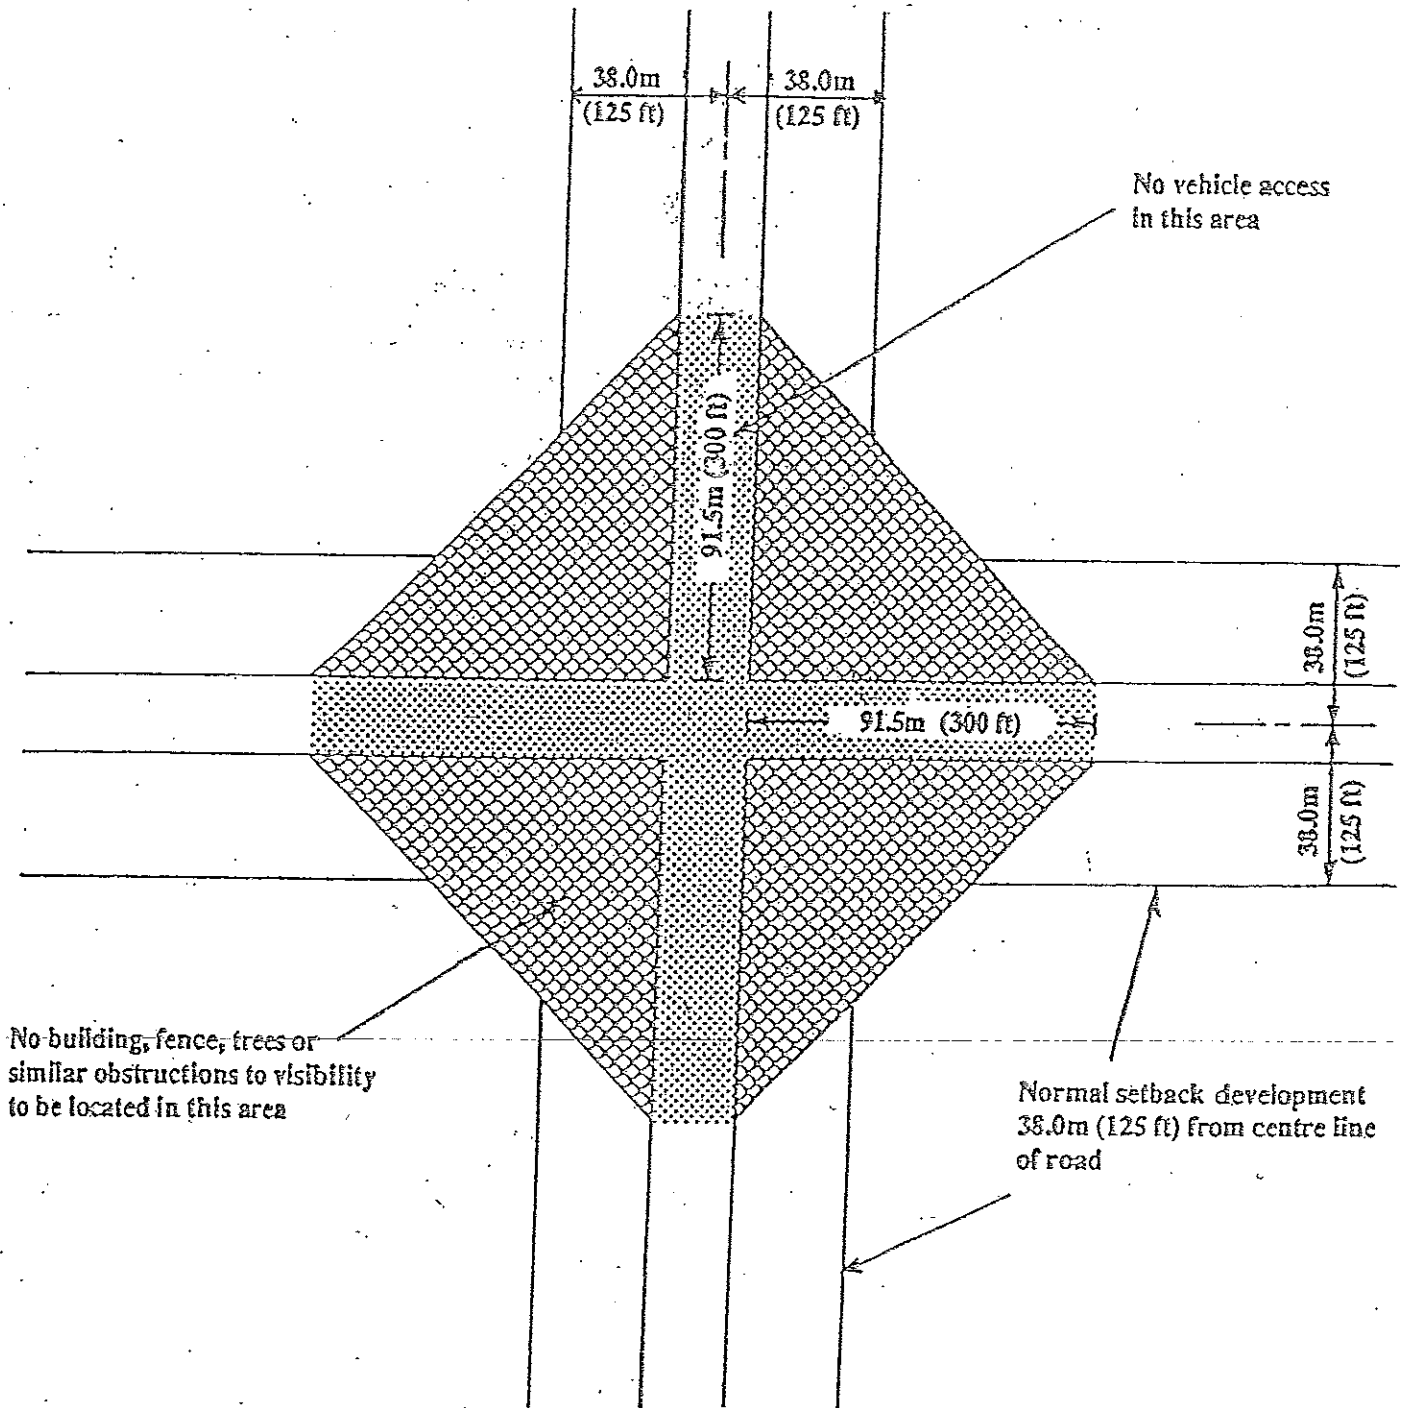 38.0m
(125 ft)
38.0m
(125 ft)
No vehicle access
in this area
91.5m (300 ft)
38.0m
(125 ft)
91.5m (300 ft)
38.0m
(125 ft)
No building, fence, trees or
similar obstructions to visibility
to be located in this area
Normal setback development
38.0m (125 ft) from centre line
of road